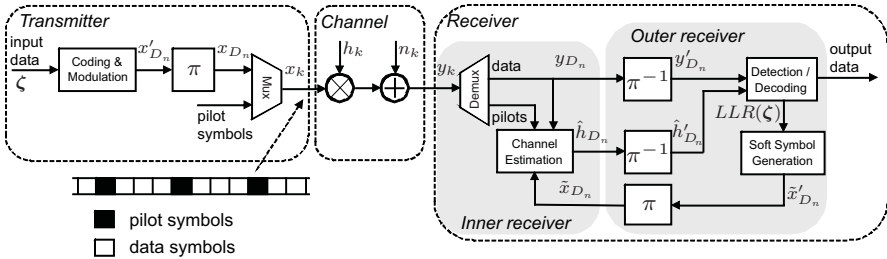 Transmitter
input
data
ζ
Coding &
Modulation
x′_{D_n}
π
x_{D_n}
Mux
x_k
pilot
symbols
Channel
h_k
n_k
Receiver
y_k
Demux
data
pilots
y_{D_n}
Channel
Estimation
ĥ_{D_n}
x̃_{D_n}
Inner receiver
Outer receiver
π^{−1}
y′_{D_n}
π^{−1}
ĥ′_{D_n}
π
Detection /
Decoding
LLR(ζ)
Soft Symbol
Generation
x̃′_{D_n}
output
data
pilot symbols
data symbols